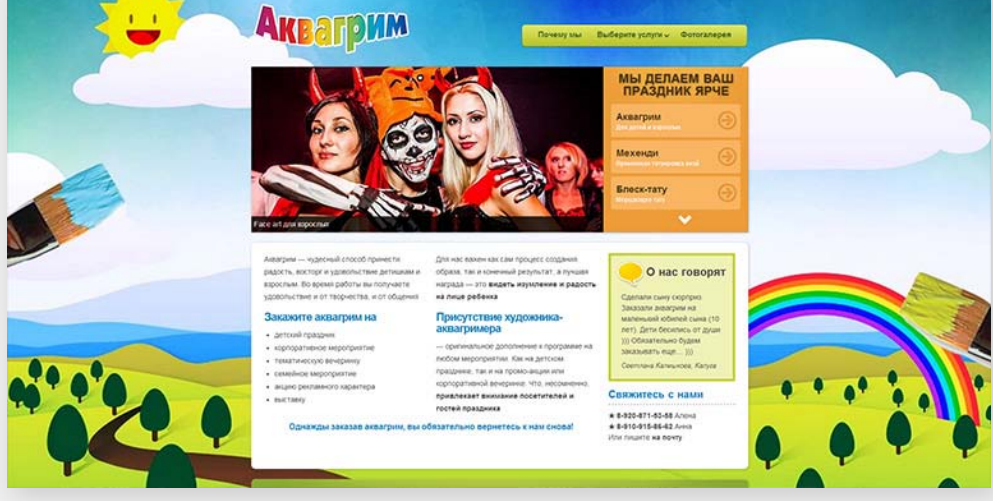 Аквагрим
Почему мы Выберите услуги Фотогалерея
МЫ ДЕЛАЕМ ВАШ
ПРАЗДНИК ЯРЧЕ
Аквагрим
Для детей и взрослых
Мехенди
Блеск-тату
Face art для взрослых
Аквагрим — чудесный способ принести
радость, восторг и удовольствие детишкам и
взрослым. Во время работы вы получаете
удовольствие и от творчества, и от общения
Закажите аквагрим на
• детский праздник
• корпоративное мероприятие
• тематическую вечеринку
• семейное мероприятие
• акцию рекламного характера
• выставку
Для нас важен как сам процесс создания
образа, так и конечный результат, а лучшая
награда — это видеть изумление и радость
на лице ребенка
Присутствие художника-
аквагримера
— оригинальное дополнение к программе на
любом мероприятии. Как на детском
празднике, так и на промо-акции или
корпоративной вечеринке. Что, несомненно,
привлекает внимание посетителей и
гостей праздника
Однажды заказав аквагрим, вы обязательно вернетесь к нам снова!
О нас говорят
Сделали сыну сюрприз
Заказали аквагрим на
маленький юбилей сына (10
лет). Дети бесились от души
))) Обязательно будем
заказывать еще... )))
Светлана Калмыкова, Калуга
Свяжитесь с нами
★ 8-920-871-53-58 Алена
★ 8-910-915-86-62 Анна
Или пишите на почту